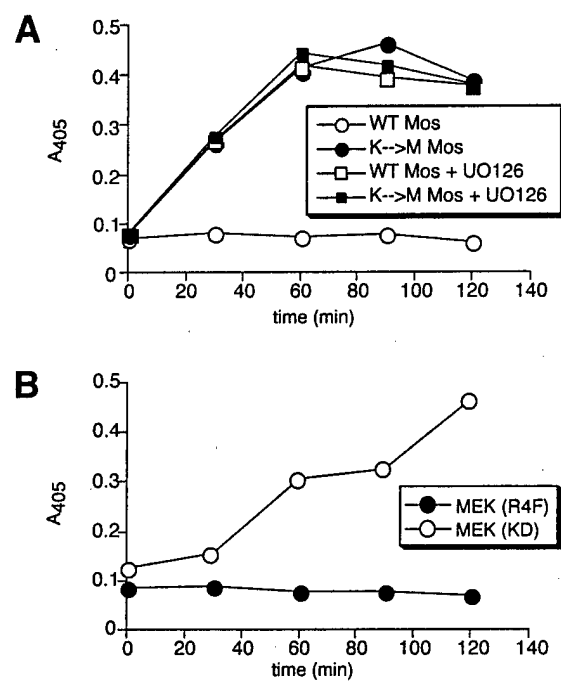 A
0.5
0.4
0.3
0.2
0.1
0
A405
WT Mos
K-->M Mos
WT Mos + UO126
K-->M Mos + UO126
0 20 40 60 80 100 120 140
time (min)
B
0.5
0.4
0.3
0.2
0.1
0
A405
MEK (R4F)
MEK (KD)
0 20 40 60 80 100 120 140
time (min)